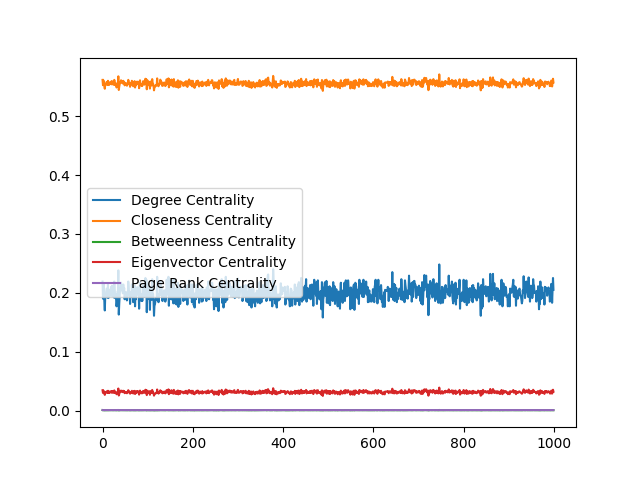 0.5
0.4
0.3
0.2
0.1
0.0
Degree Centrality
Closeness Centrality
Betweenness Centrality
Eigenvector Centrality
Page Rank Centrality
0 200 400 600 800 1000